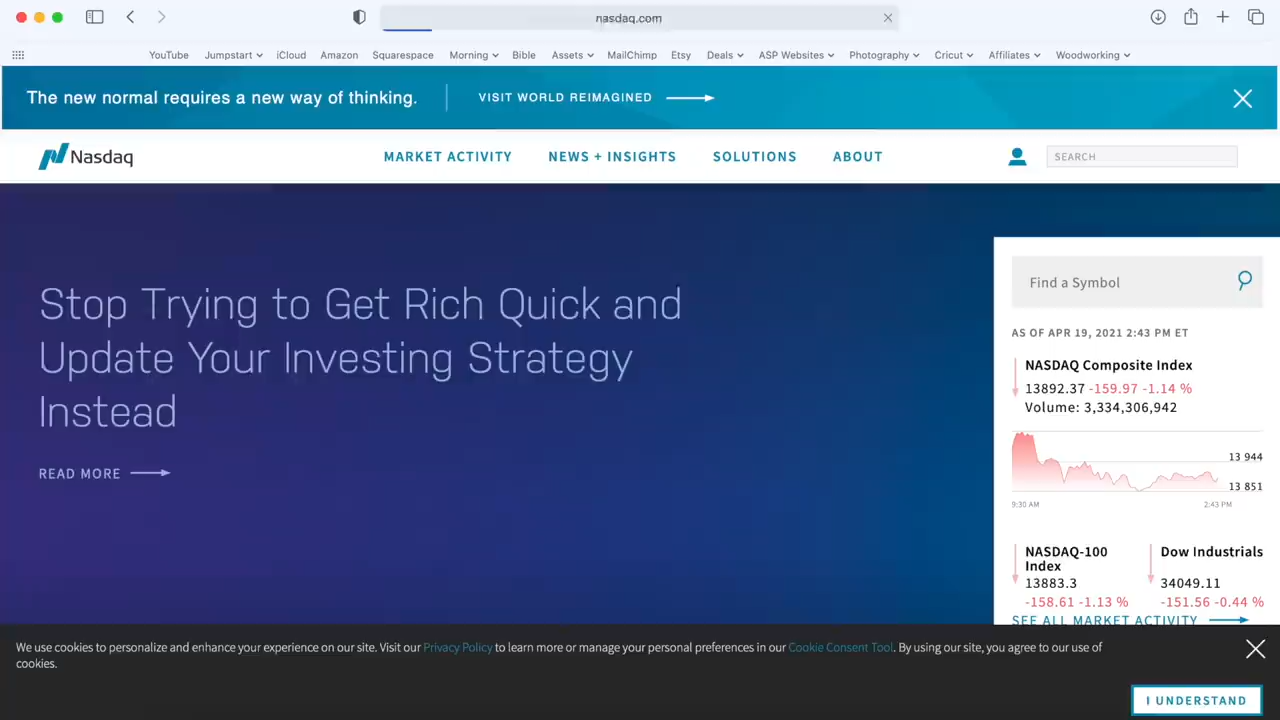 nasdaq.com
YouTube Jumpstart iCloud Amazon Squarespace Morning Bible Assets MailChimp Etsy Deals ASP Websites Photography Cricut Affiliates Woodworking
The new normal requires a new way of thinking. VISIT WORLD REIMAGINED
Nasdaq MARKET ACTIVITY NEWS + INSIGHTS SOLUTIONS ABOUT SEARCH
Stop Trying to Get Rich Quick and
Update Your Investing Strategy
Instead
READ MORE
Find a Symbol
AS OF APR 19, 2021 2:43 PM ET
NASDAQ Composite Index
13892.37 -159.97 -1.14 %
Volume: 3,334,306,942
13 944
13 851
9:30 AM 2:43 PM
NASDAQ-100
Index
13883.3
-158.61 -1.13 %
Dow Industrials
34049.11
-151.56 -0.44 %
SEE ALL MARKET ACTIVITY
We use cookies to personalize and enhance your experience on our site. Visit our Privacy Policy to learn more or manage your personal preferences in our Cookie Consent Tool. By using our site, you agree to our use of
cookies.
I UNDERSTAND